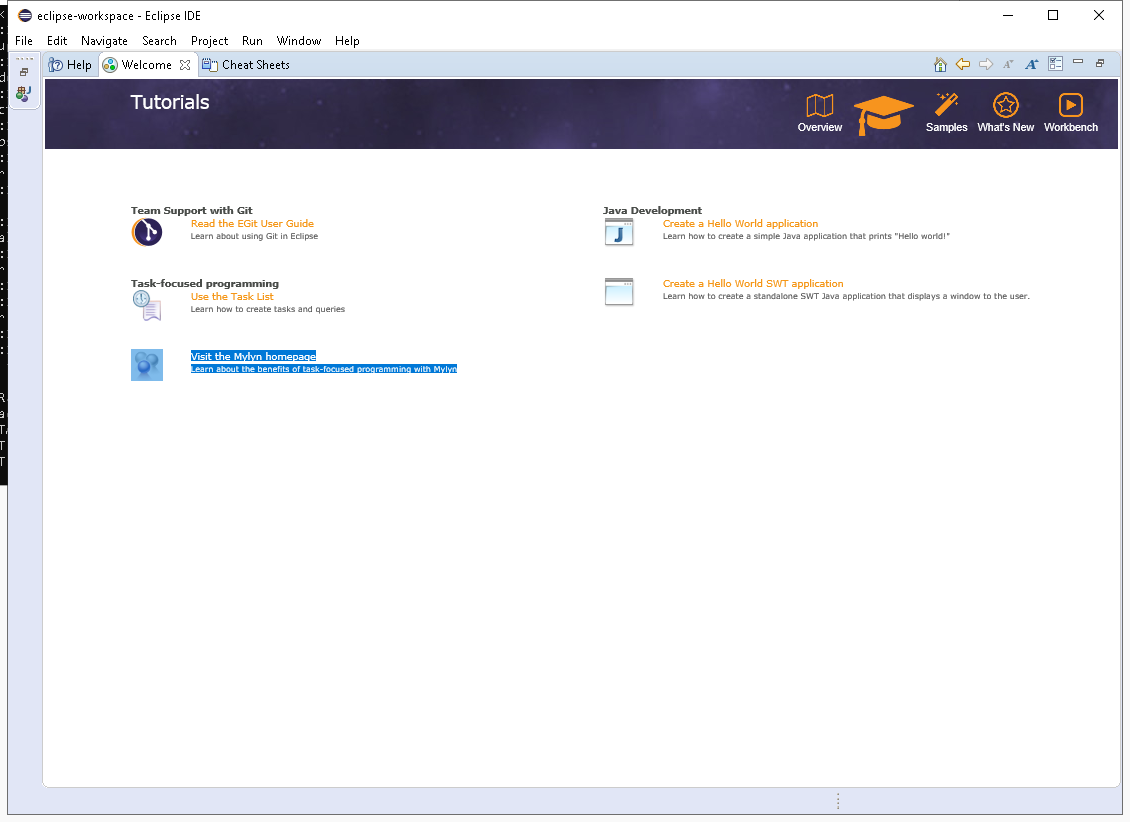 eclipse-workspace - Eclipse IDE
File Edit Navigate Search Project Run Window Help
Help Welcome Cheat Sheets
Tutorials
Overview Samples What's New Workbench
Team Support with Git
Read the EGit User Guide
Learn about using Git in Eclipse
Task-focused programming
Use the Task List
Learn how to create tasks and queries
Visit the Mylyn homepage
Learn about the benefits of task-focused programming with Mylyn
Java Development
Create a Hello World application
Learn how to create a simple Java application that prints "Hello world!"
Create a Hello World SWT application
Learn how to create a standalone SWT Java application that displays a window to the user.